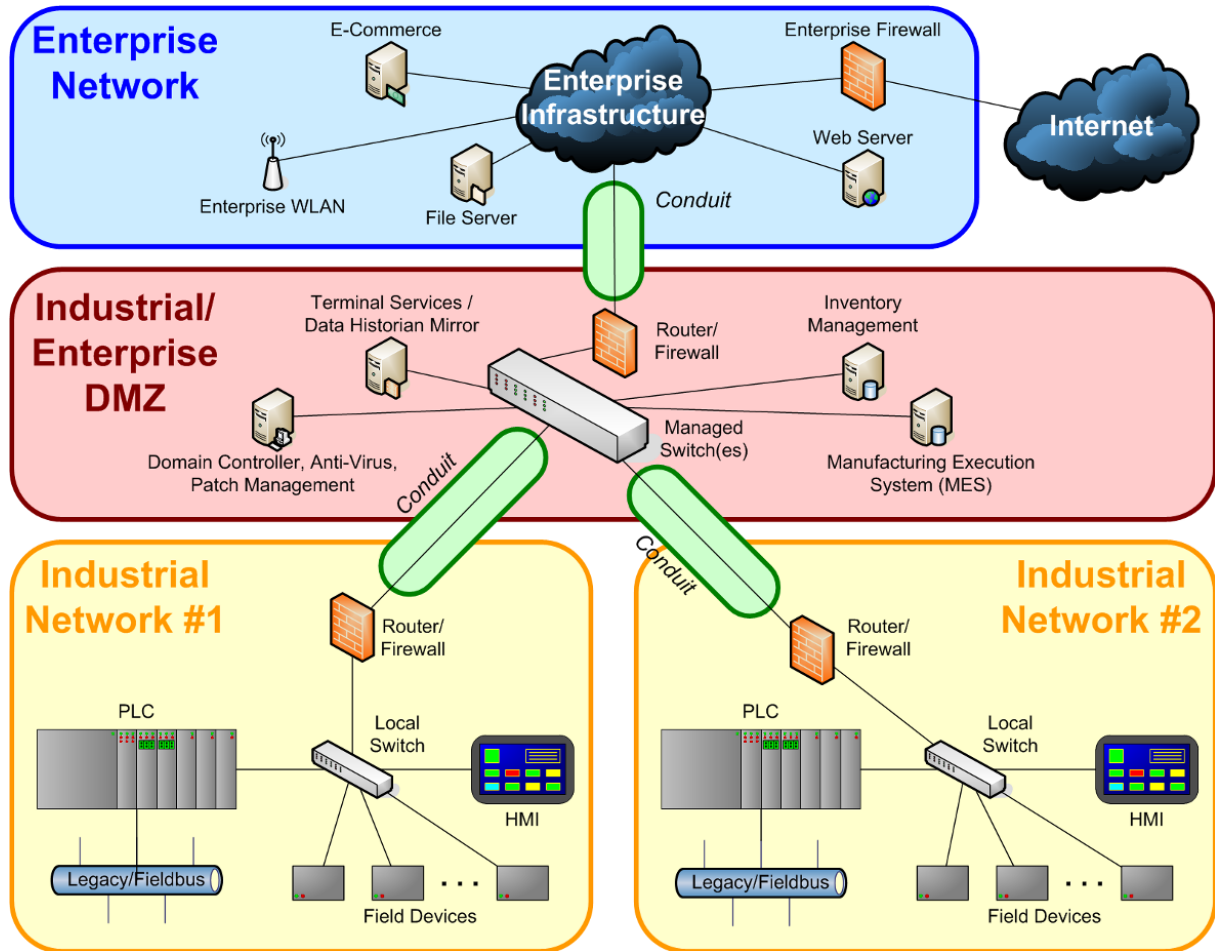 Enterprise
Network
E-Commerce
Enterprise Firewall
Enterprise
Infrastructure
Internet
Web Server
Enterprise WLAN
File Server
Conduit
Industrial/
Enterprise
DMZ
Terminal Services /
Data Historian Mirror
Router/
Firewall
Inventory
Management
Managed
Switch(es)
Domain Controller, Anti-Virus,
Patch Management
Manufacturing Execution
System (MES)
Conduit
Conduit
Industrial
Network #1
Router/
Firewall
PLC
Local
Switch
HMI
Legacy/Fieldbus
. . .
Field Devices
Industrial
Network #2
Router/
Firewall
PLC
Local
Switch
HMI
Legacy/Fieldbus
. . .
Field Devices